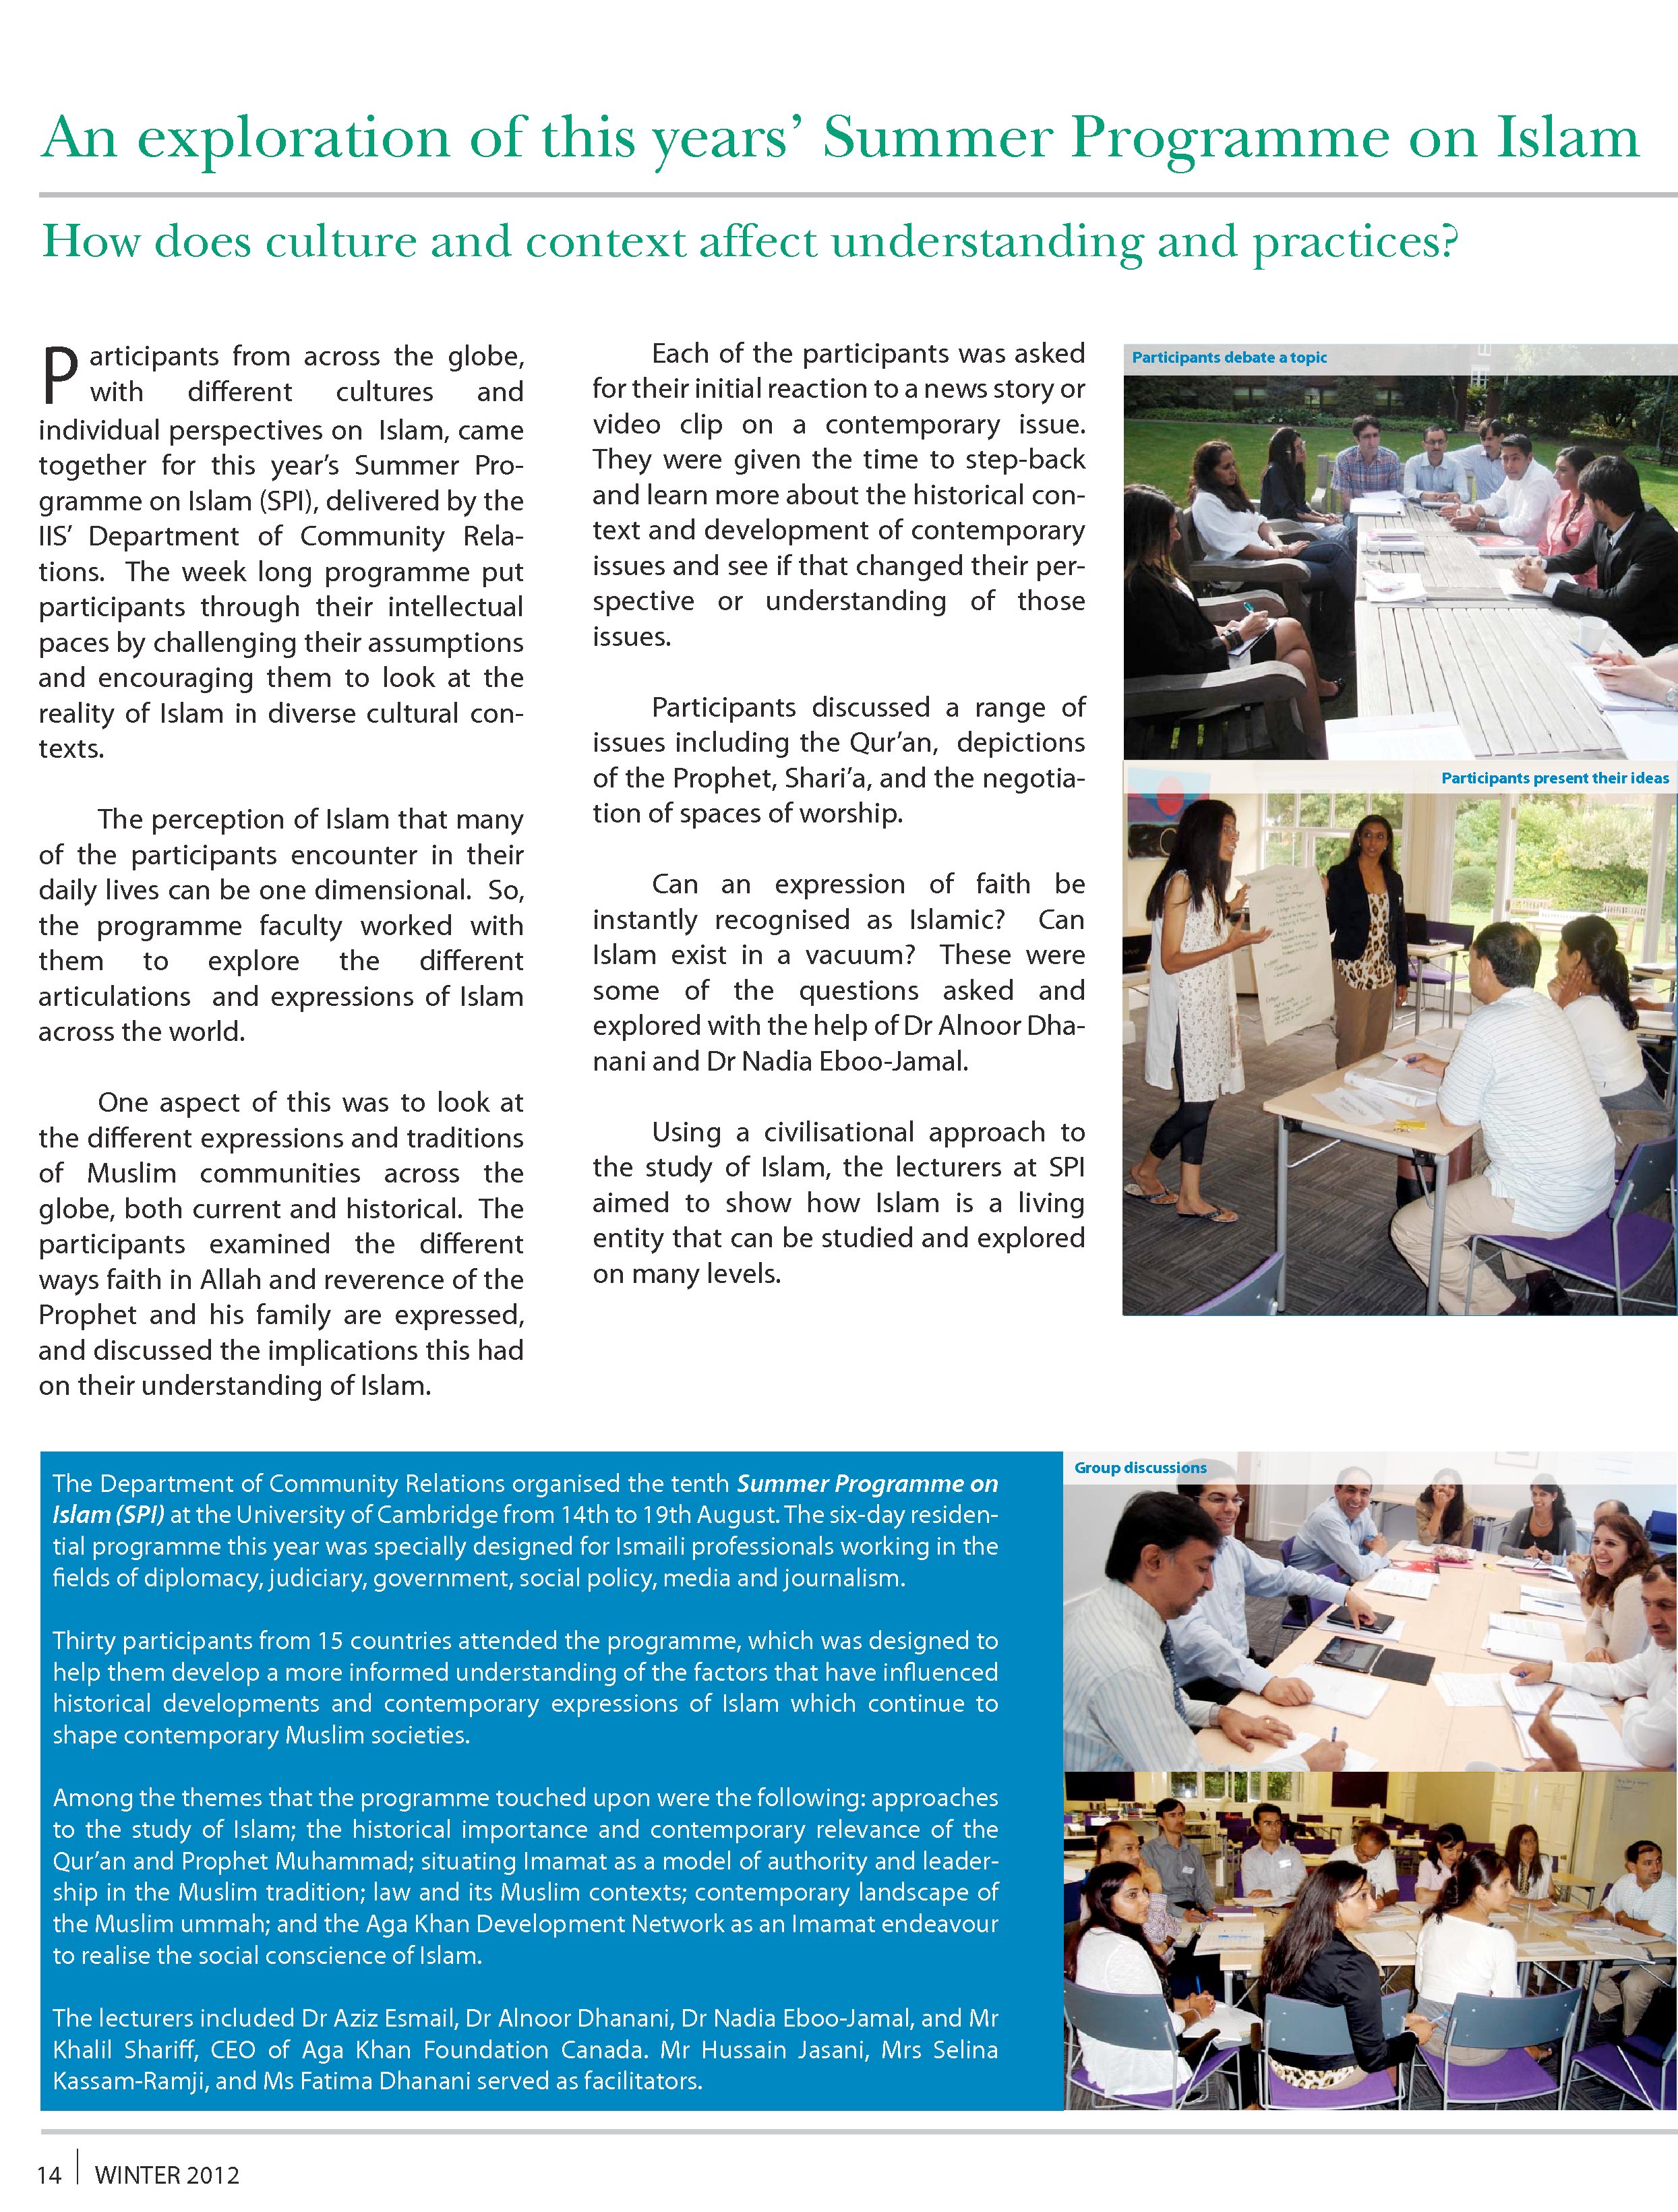 An exploration of this years’ Summer Programme on Islam
How does culture and context affect understanding and practices?
Participants from across the globe,
with different cultures and
individual perspectives on Islam, came
together for this year’s Summer Pro-
gramme on Islam (SPI), delivered by the
IIS’ Department of Community Rela-
tions. The week long programme put
participants through their intellectual
paces by challenging their assumptions
and encouraging them to look at the
reality of Islam in diverse cultural con-
texts.
The perception of Islam that many
of the participants encounter in their
daily lives can be one dimensional. So,
the programme faculty worked with
them to explore the different
articulations and expressions of Islam
across the world.
One aspect of this was to look at
the different expressions and traditions
of Muslim communities across the
globe, both current and historical. The
participants examined the different
ways faith in Allah and reverence of the
Prophet and his family are expressed,
and discussed the implications this had
on their understanding of Islam.
Each of the participants was asked
for their initial reaction to a news story or
video clip on a contemporary issue.
They were given the time to step-back
and learn more about the historical con-
text and development of contemporary
issues and see if that changed their per-
spective or understanding of those
issues.
Participants discussed a range of
issues including the Qur’an, depictions
of the Prophet, Shari’a, and the negotia-
tion of spaces of worship.
Can an expression of faith be
instantly recognised as Islamic? Can
Islam exist in a vacuum? These were
some of the questions asked and
explored with the help of Dr Alnoor Dha-
nani and Dr Nadia Eboo-Jamal.
Using a civilisational approach to
the study of Islam, the lecturers at SPI
aimed to show how Islam is a living
entity that can be studied and explored
on many levels.
Participants debate a topic
Participants present their ideas
The Department of Community Relations organised the tenth Summer Programme on
Islam (SPI) at the University of Cambridge from 14th to 19th August. The six-day residen-
tial programme this year was specially designed for Ismaili professionals working in the
fields of diplomacy, judiciary, government, social policy, media and journalism.
Thirty participants from 15 countries attended the programme, which was designed to
help them develop a more informed understanding of the factors that have influenced
historical developments and contemporary expressions of Islam which continue to
shape contemporary Muslim societies.
Among the themes that the programme touched upon were the following: approaches
to the study of Islam; the historical importance and contemporary relevance of the
Qur’an and Prophet Muhammad; situating Imamat as a model of authority and leader-
ship in the Muslim tradition; law and its Muslim contexts; contemporary landscape of
the Muslim ummah; and the Aga Khan Development Network as an Imamat endeavour
to realise the social conscience of Islam.
The lecturers included Dr Aziz Esmail, Dr Alnoor Dhanani, Dr Nadia Eboo-Jamal, and Mr
Khalil Shariff, CEO of Aga Khan Foundation Canada. Mr Hussain Jasani, Mrs Selina
Kassam-Ramji, and Ms Fatima Dhanani served as facilitators.
Group discussions
14 WINTER 2012